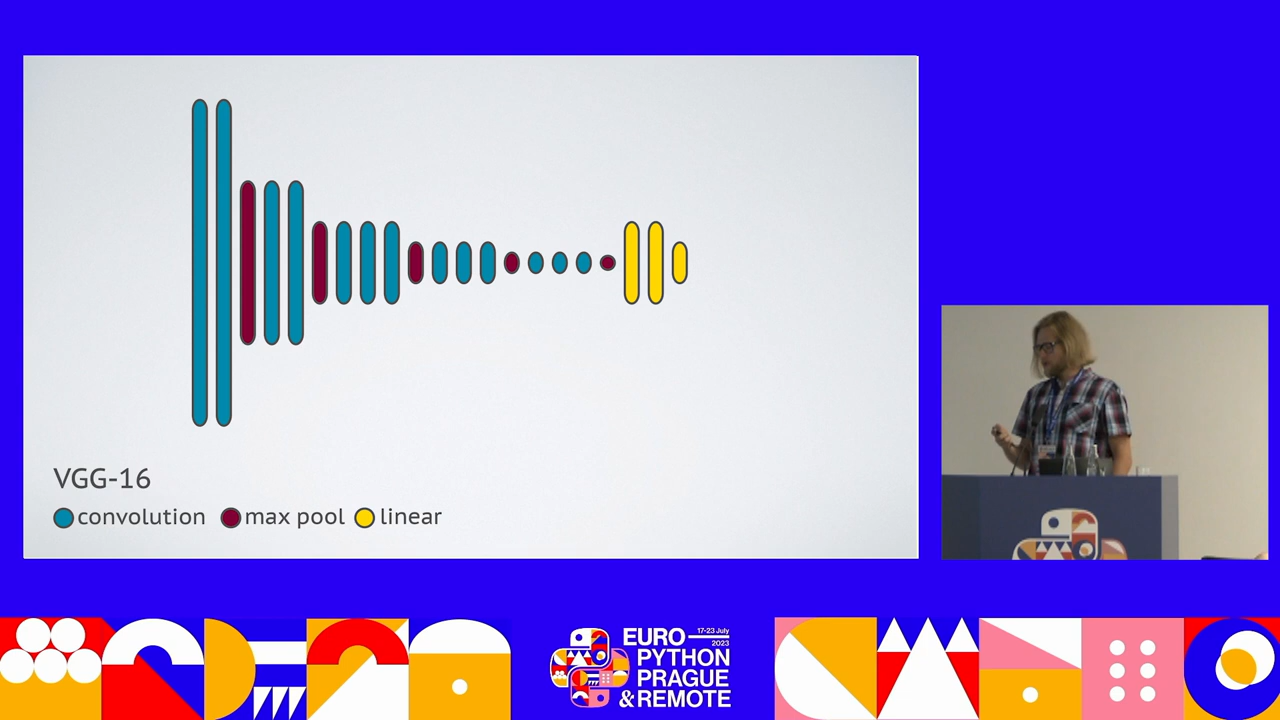 VGG-16
convolution max pool linear
EURO
17-23 July
2023
PYTHON
PRAGUE
& REMOTE